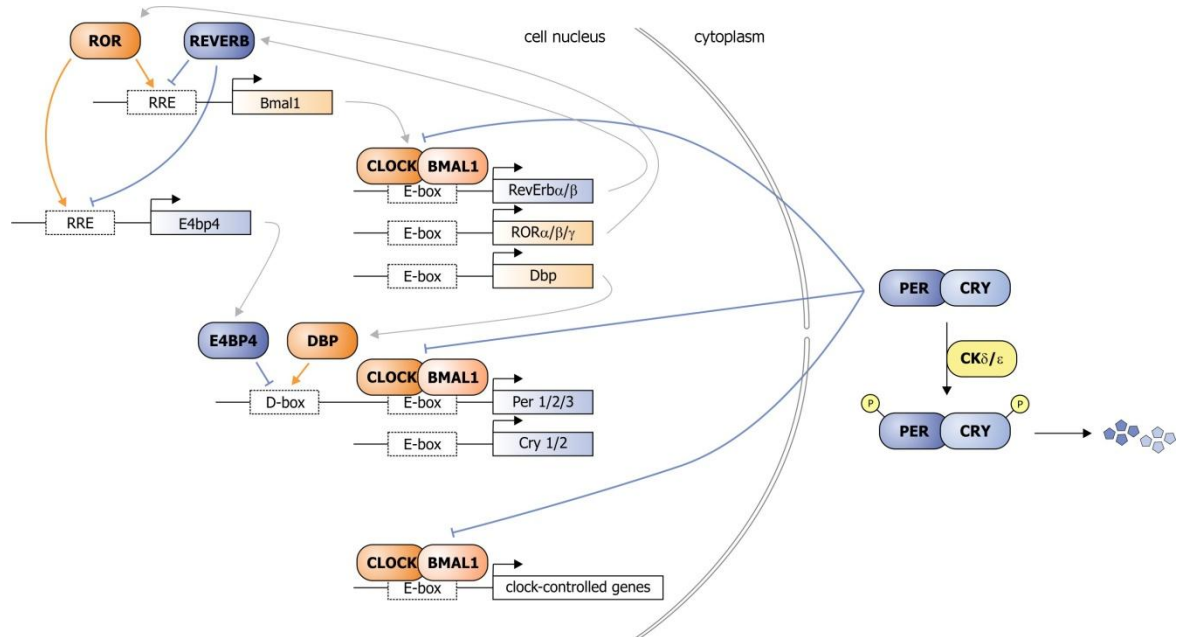 cell nucleus
cytoplasm
ROR
REVERB
RRE
Bmal1
CLOCK
BMAL1
E-box
RevErbα/β
RRE
E4bp4
E-box
RORα/β/γ
E-box
Dbp
PER
CRY
E4BP4
DBP
CKδ/ε
CLOCK
BMAL1
D-box
E-box
Per 1/2/3
P
P
PER
CRY
E-box
Cry 1/2
CLOCK
BMAL1
E-box
clock-controlled genes